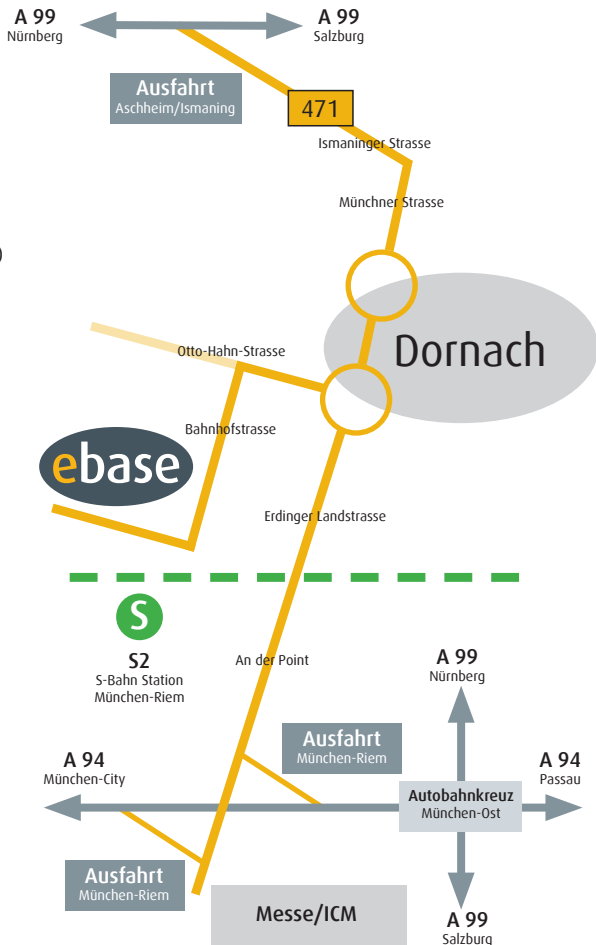 A 99
Nürnberg
A 99
Salzburg
Ausfahrt
Aschheim/Ismaning
471
Ismaninger Strasse
Münchner Strasse
)
Dornach
Otto-Hahn-Strasse
Bahnhofstrasse
ebase
Erdinger Landstrasse
S
S2
S-Bahn Station
München-Riem
An der Point
A 99
Nürnberg
Ausfahrt
München-Riem
A 94
München-City
A 94
Passau
Autobahnkreuz
München-Ost
Ausfahrt
München-Riem
Messe/ICM
A 99
Salzburg